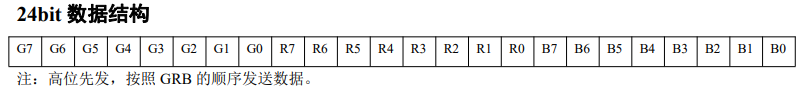 24bit 数据结构
G7 G6 G5 G4 G3 G2 G1 G0 R7 R6 R5 R4 R3 R2 R1 R0 B7 B6 B5 B4 B3 B2 B1 B0
注：高位先发，按照 GRB 的顺序发送数据。